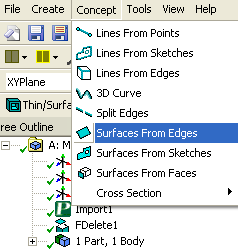 File Create Concept Tools View Help
Lines From Points
Lines From Sketches
XYPlane
Lines From Edges
3D Curve
Thin/Surfa
Split Edges
Surfaces From Edges
ree Outline
A: M
Surfaces From Sketches
Surfaces From Faces
Cross Section
Import1
FDelete1
1 Part, 1 Body